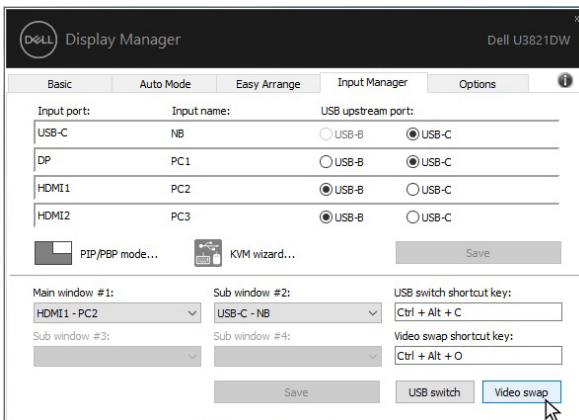 DELL Display Manager Dell U3821DW
Basic Auto Mode Easy Arrange Input Manager Options
Input port: Input name: USB upstream port:
USB-C NB USB-B USB-C
DP PC1 USB-B USB-C
HDMI1 PC2 USB-B USB-C
HDMI2 PC3 USB-B USB-C
PIP/PBP mode... KVM wizard... Save
Main window #1: Sub window #2: USB switch shortcut key:
HDMI1 - PC2 USB-C - NB Ctrl + Alt + C
Sub window #3: Sub window #4: Video swap shortcut key:
Ctrl + Alt + O
Save USB switch Video swap